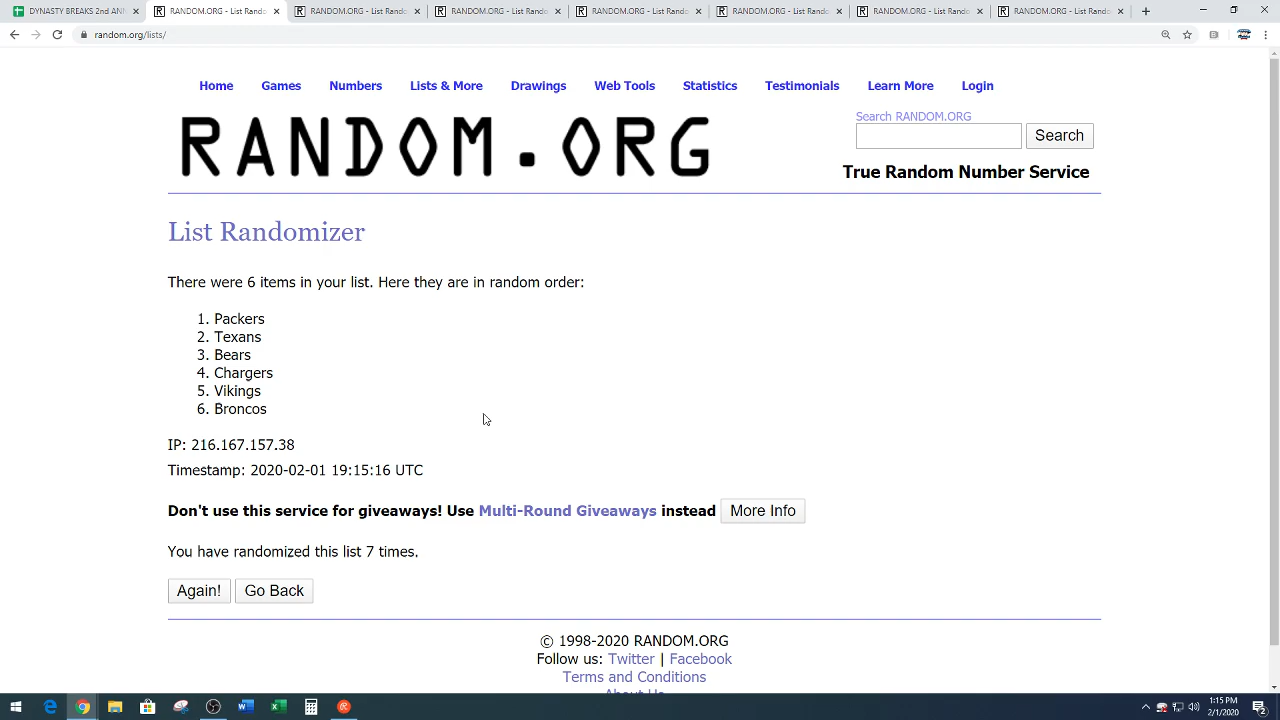 DYNASTY BREAKS 2nd AN
RANDOM.ORG - List Rando
RANDOM.ORG - List Rando
RANDOM.ORG - List Rando
RANDOM.ORG - List Rando
RANDOM.ORG - List Rando
RANDOM.ORG - List Rando
RANDOM.ORG - List Rando
random.org/lists/
Home Games Numbers Lists & More Drawings Web Tools Statistics Testimonials Learn More Login
RANDOM.ORG
Search RANDOM.ORG
Search
True Random Number Service
List Randomizer
There were 6 items in your list. Here they are in random order:
1. Packers
2. Texans
3. Bears
4. Chargers
5. Vikings
6. Broncos
IP: 216.167.157.38
Timestamp: 2020-02-01 19:15:16 UTC
Don't use this service for giveaways! Use Multi-Round Giveaways instead More Info
You have randomized this list 7 times.
Again! Go Back
© 1998-2020 RANDOM.ORG
Follow us: Twitter | Facebook
Terms and Conditions
About Us
1:15 PM
2/1/2020